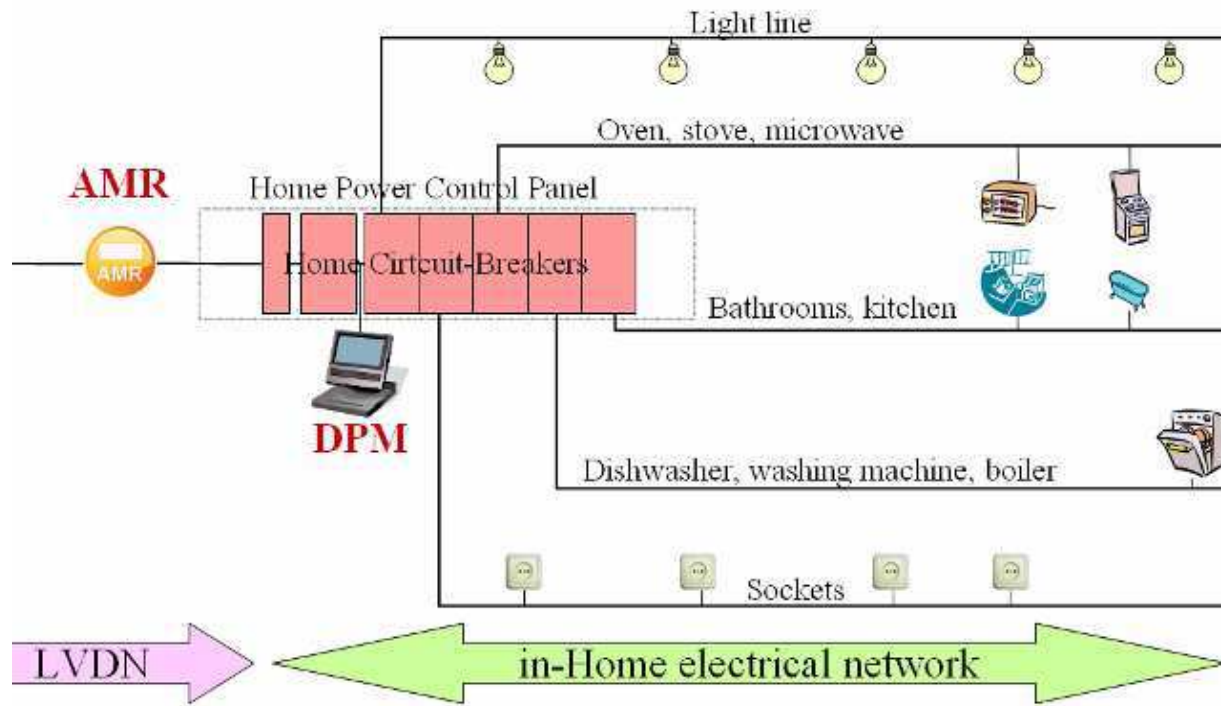 Light line
Oven, stove, microwave
AMR
Home Power Control Panel
AMR
Home Cirtcuit-Breakers
Bathrooms, kitchen
DPM
Dishwasher, washing machine, boiler
Sockets
LVDN
in-Home electrical network